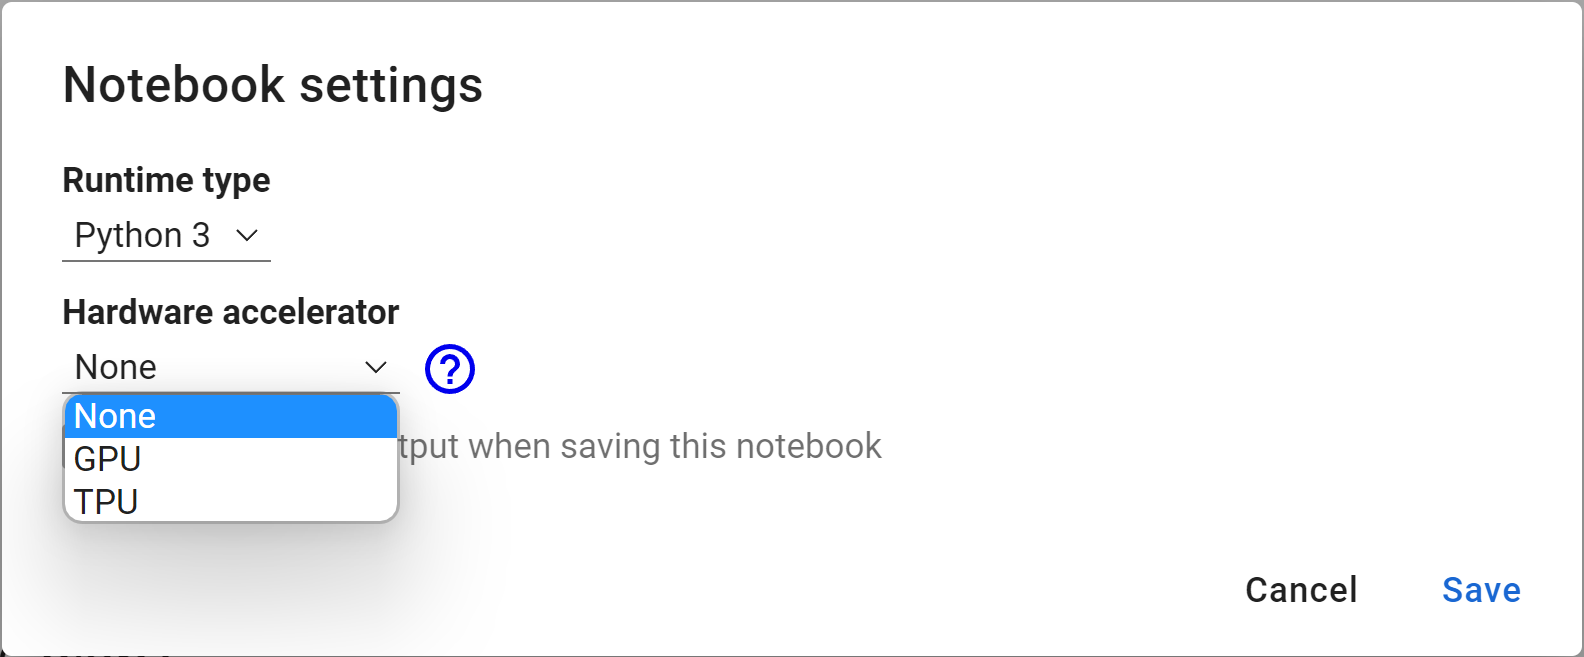 Notebook settings
Runtime type
Python 3
Hardware accelerator
None
?
None
GPU
tput when saving this notebook
TPU
Cancel
Save